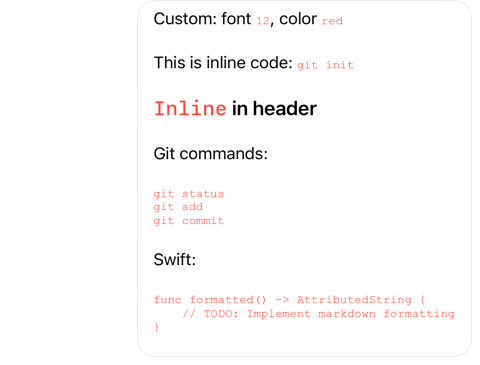 Custom: font 12, color red
This is inline code: git init
Inline in header
Git commands:
git status
git add
git commit
Swift:
func formatted() -> AttributedString {
    // TODO: Implement markdown formatting
}